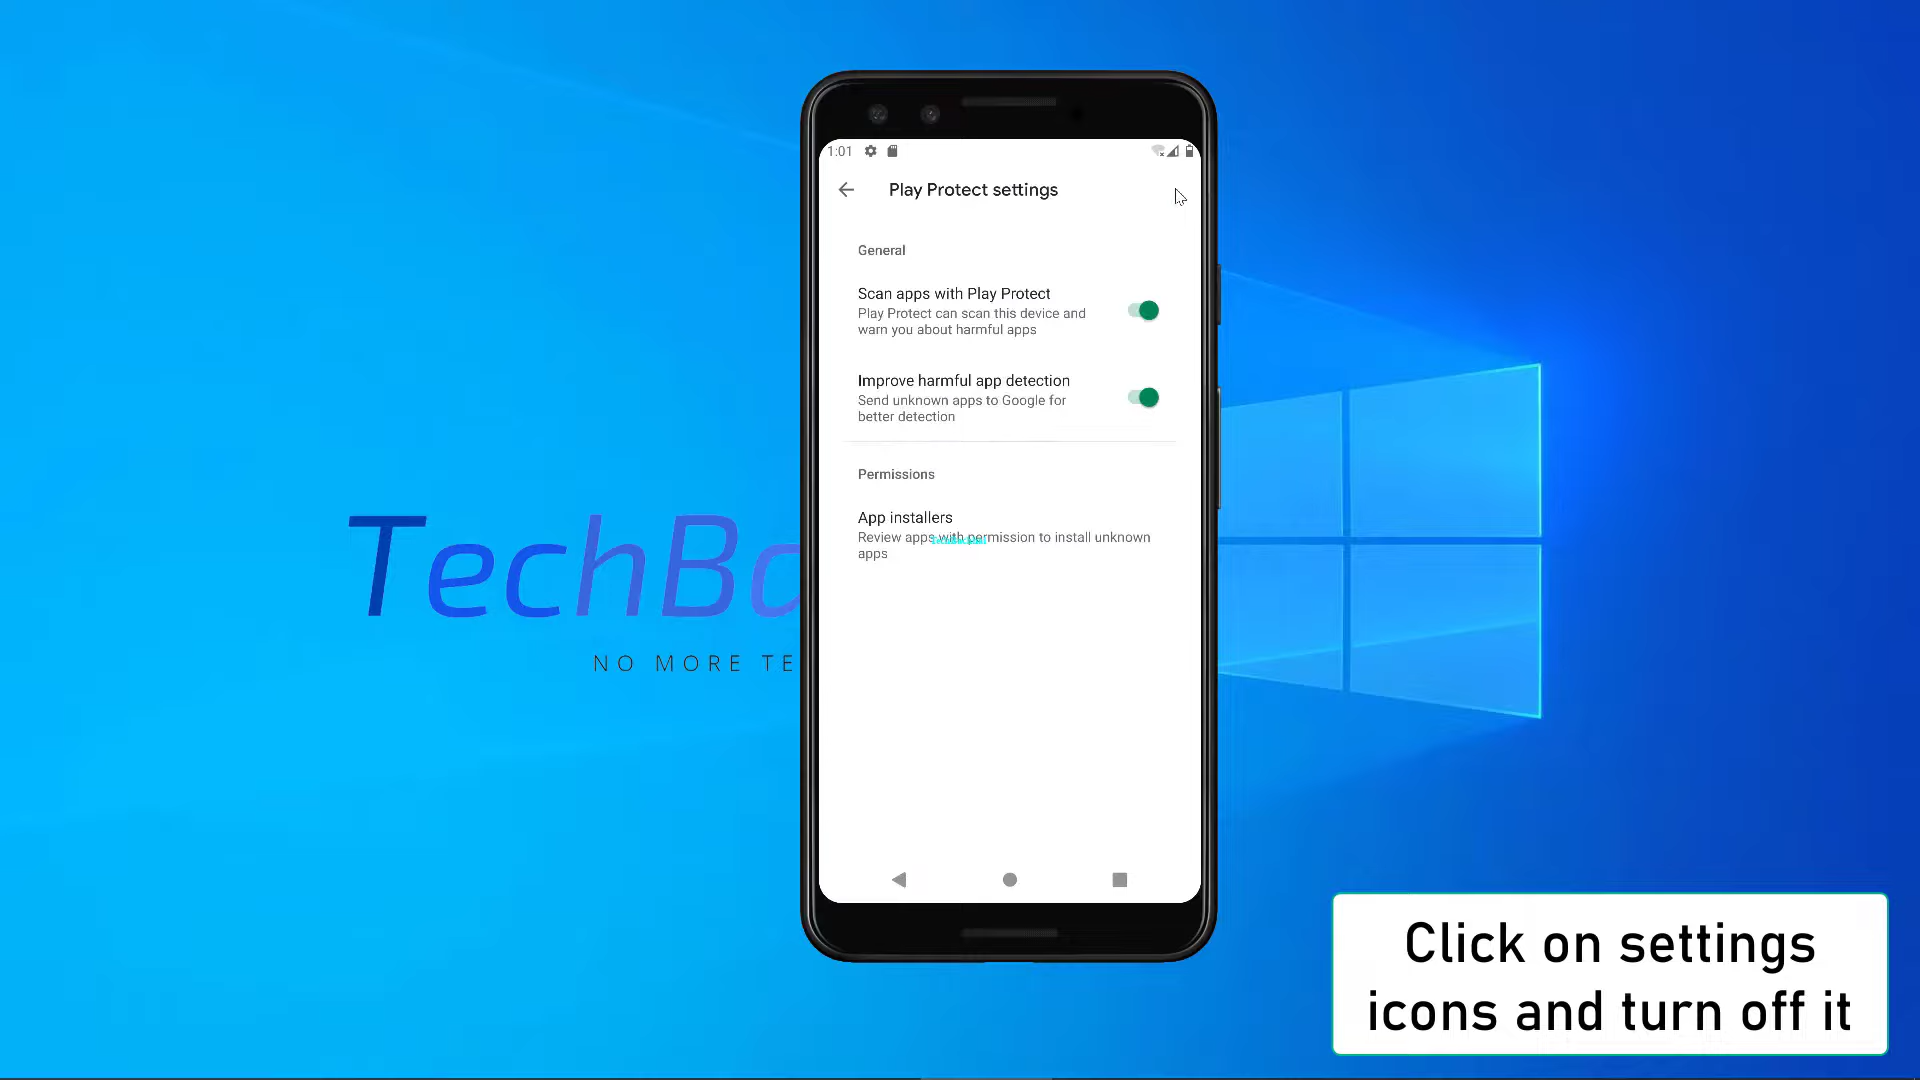 1:01
Play Protect settings
General
Scan apps with Play Protect
Play Protect can scan this device and
warn you about harmful apps
Improve harmful app detection
Send unknown apps to Google for
better detection
Permissions
App installers
Review apps with permission to install unknown
apps
TechBa
NO MORE TE
Click on settings
icons and turn off it